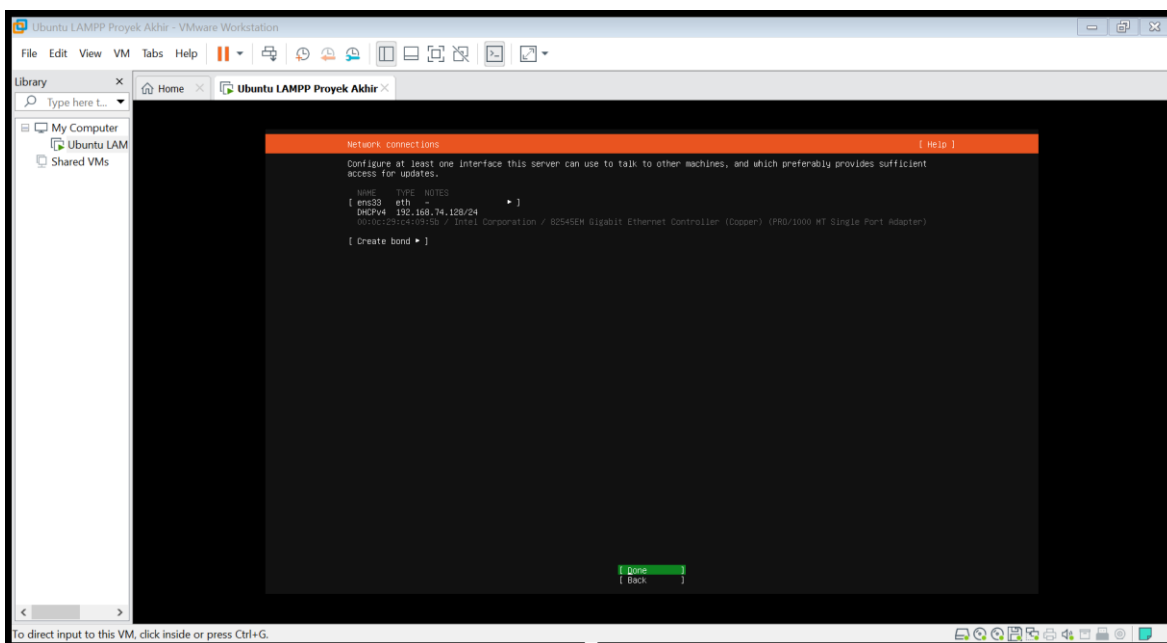 Ubuntu LAMPP Proyek Akhir - VMware Workstation
File Edit View VM Tabs Help
Library
Home
Ubuntu LAMPP Proyek Akhir
Type here t...
My Computer
Ubuntu LAM
Shared VMs
Network connections [ Help ]
Configure at least one interface this server can use to talk to other machines, and which preferably provides sufficient
access for updates.
NAME TYPE NOTES
[ ens33 eth - ▸ ]
DHCPv4 192.168.74.128/24
00:0c:29:c4:09:5b / Intel Corporation / 82545EM Gigabit Ethernet Controller (Copper) (PRO/1000 MT Single Port Adapter)
[ Create bond ▸ ]
[ Done ]
[ Back ]
To direct input to this VM, click inside or press Ctrl+G.